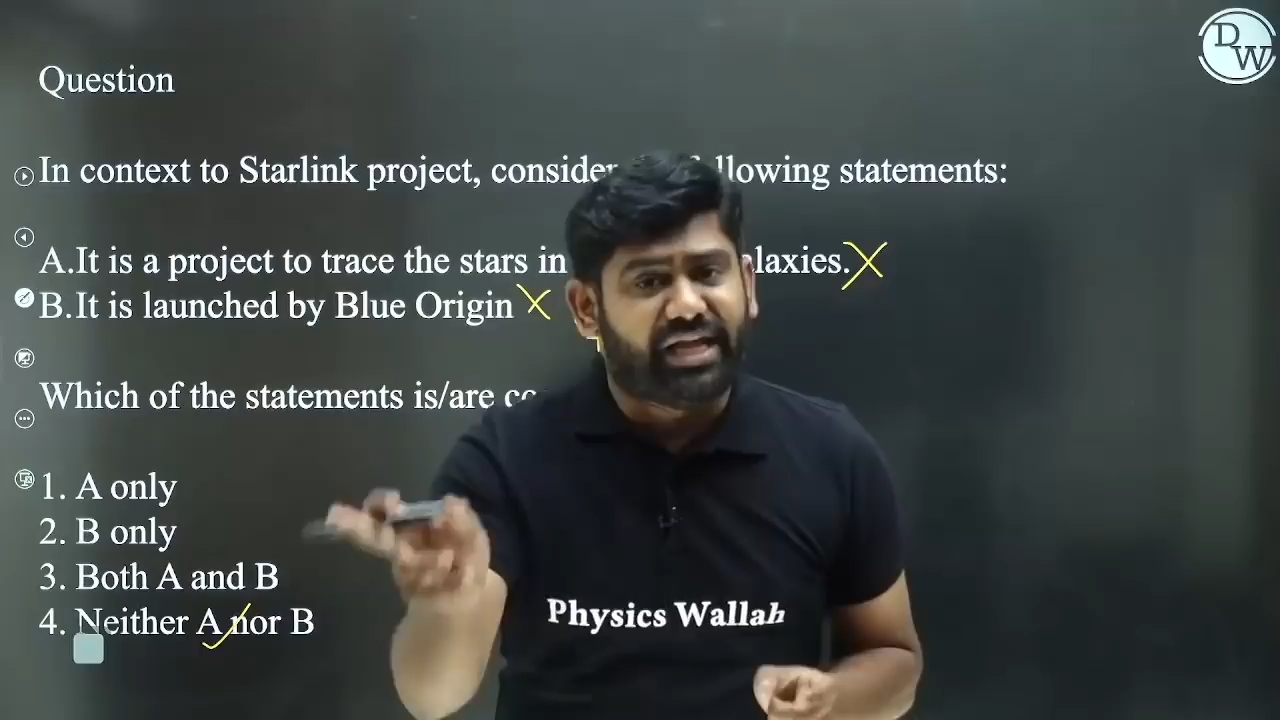 DW
Question
In context to Starlink project, consider llowing statements:
A.It is a project to trace the stars in laxies.
B.It is launched by Blue Origin
Which of the statements is/are
1. A only
2. B only
3. Both A and B
4. Neither A nor B
Physics Wallah